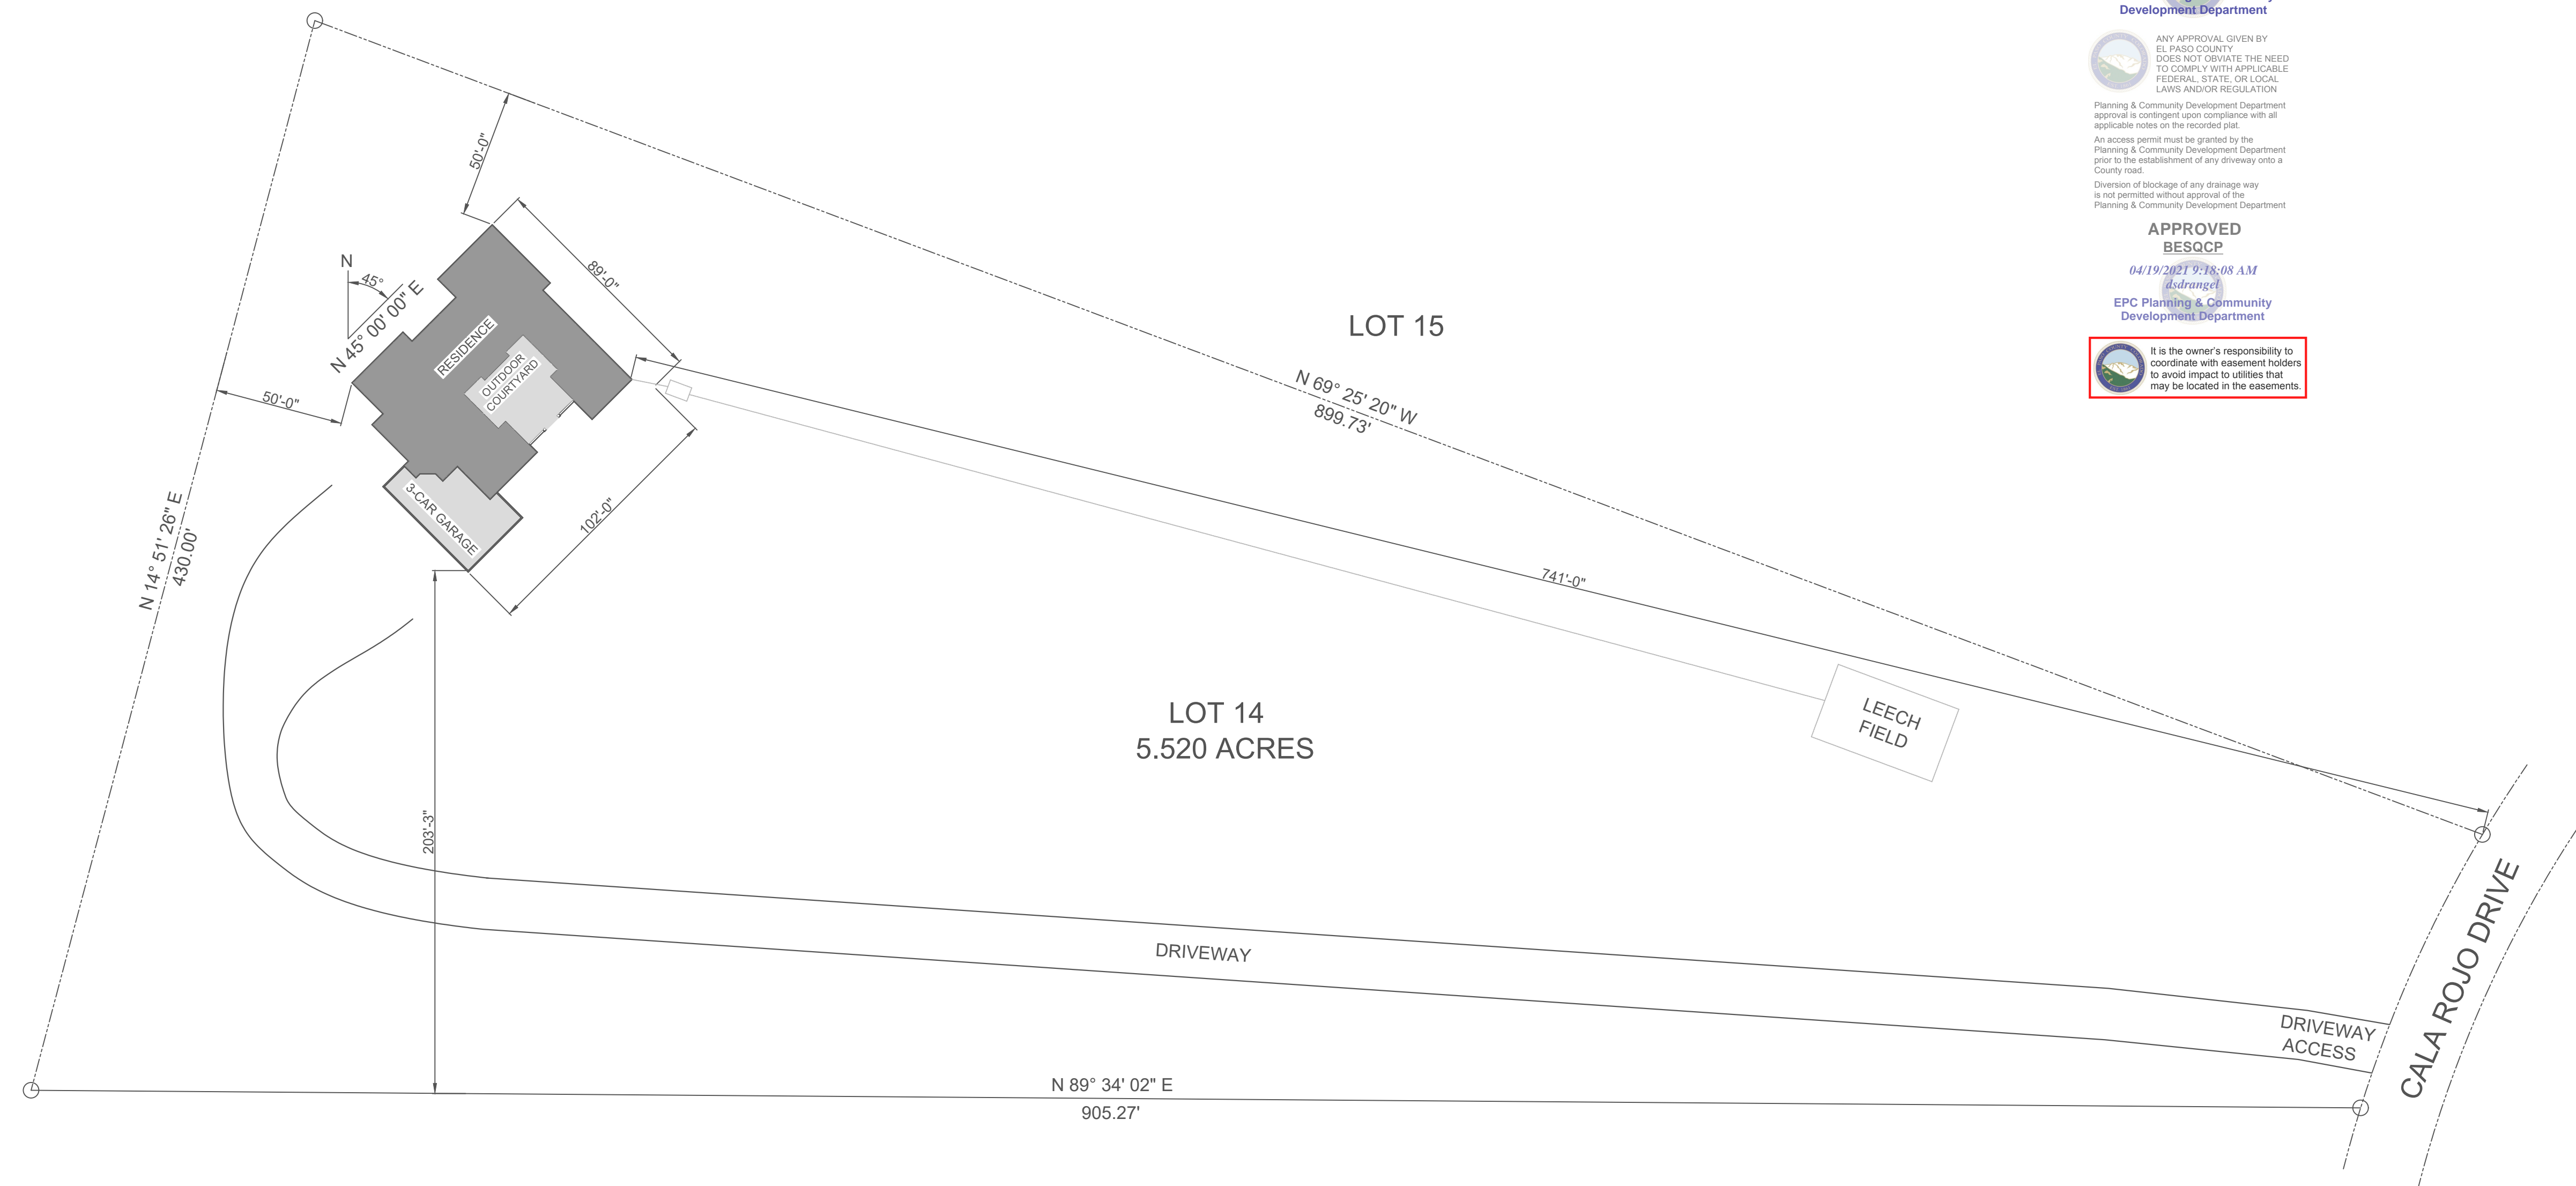 Development Department
ANY APPROVAL GIVEN BY
EL PASO COUNTY
DOES NOT OBVIATE THE NEED
TO COMPLY WITH APPLICABLE
FEDERAL, STATE, OR LOCAL
LAWS AND/OR REGULATION
Planning & Community Development Department
approval is contingent upon compliance with all
applicable notes on the recorded plat.
An access permit must be granted by the
Planning & Community Development Department
prior to the establishment of any driveway onto a
County road.
Diversion of blockage of any drainage way
is not permitted without approval of the
Planning & Community Development Department
APPROVED
BESQCP
04/19/2021 9:18:08 AM
dsdrangel
EPC Planning & Community
Development Department
It is the owner's responsibility to
coordinate with easement holders
to avoid impact to utilities that
may be located in the easements.
50'-0"
89'-0"
N
45°
N 45° 00' 00" E
RESIDENCE
OUTDOOR
COURTYARD
50'-0"
3-CAR GARAGE
102'-0"
LOT 15
N 69° 25' 20" W
899.73'
N 14° 51' 26" E
430.00'
741'-0"
LOT 14
5.520 ACRES
LEECH
FIELD
203'-3"
DRIVEWAY
DRIVEWAY
ACCESS
CALA ROJO DRIVE
N 89° 34' 02" E
905.27'